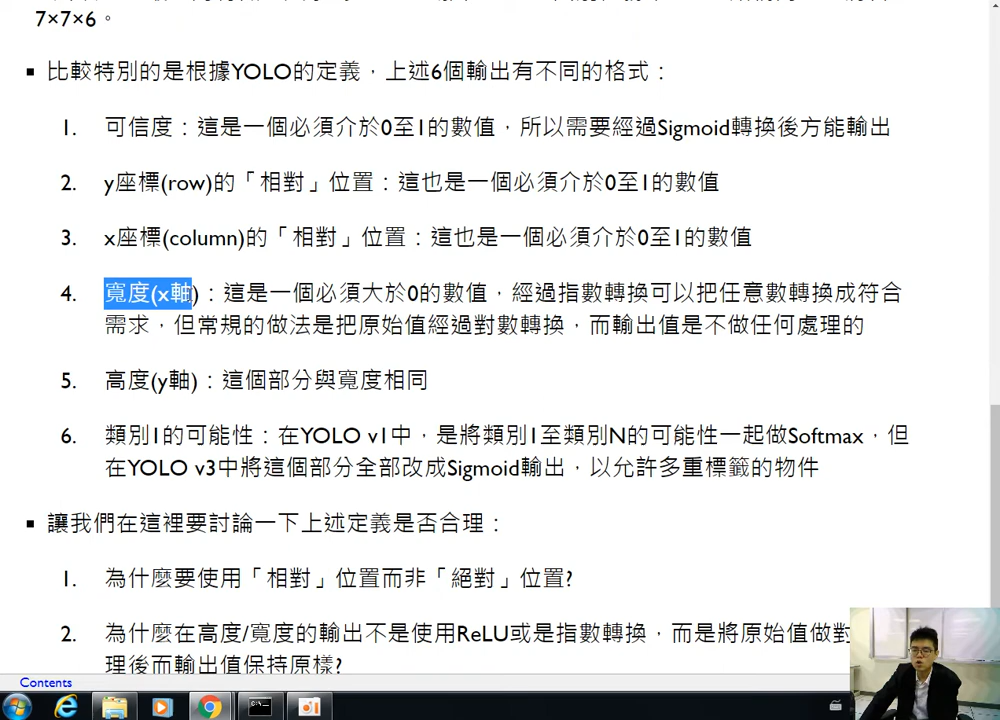 7×7×6。
▪ 比較特別的是根據YOLO的定義，上述6個輸出有不同的格式：
1. 可信度：這是一個必須介於0至1的數值，所以需要經過Sigmoid轉換後方能輸出
2. y座標(row)的「相對」位置：這也是一個必須介於0至1的數值
3. x座標(column)的「相對」位置：這也是一個必須介於0至1的數值
4. 寬度(x軸)：這是一個必須大於0的數值，經過指數轉換可以把任意數轉換成符合
需求，但常規的做法是把原始值經過對數轉換，而輸出值是不做任何處理的
5. 高度(y軸)：這個部分與寬度相同
6. 類別1的可能性：在YOLO v1中，是將類別1至類別N的可能性一起做Softmax，但
在YOLO v3中將這個部分全部改成Sigmoid輸出，以允許多重標籤的物件
▪ 讓我們在這裡要討論一下上述定義是否合理：
1. 為什麼要使用「相對」位置而非「絕對」位置?
2. 為什麼在高度/寬度的輸出不是使用ReLU或是指數轉換，而是將原始值做對
理後而輸出值保持原樣?
Contents